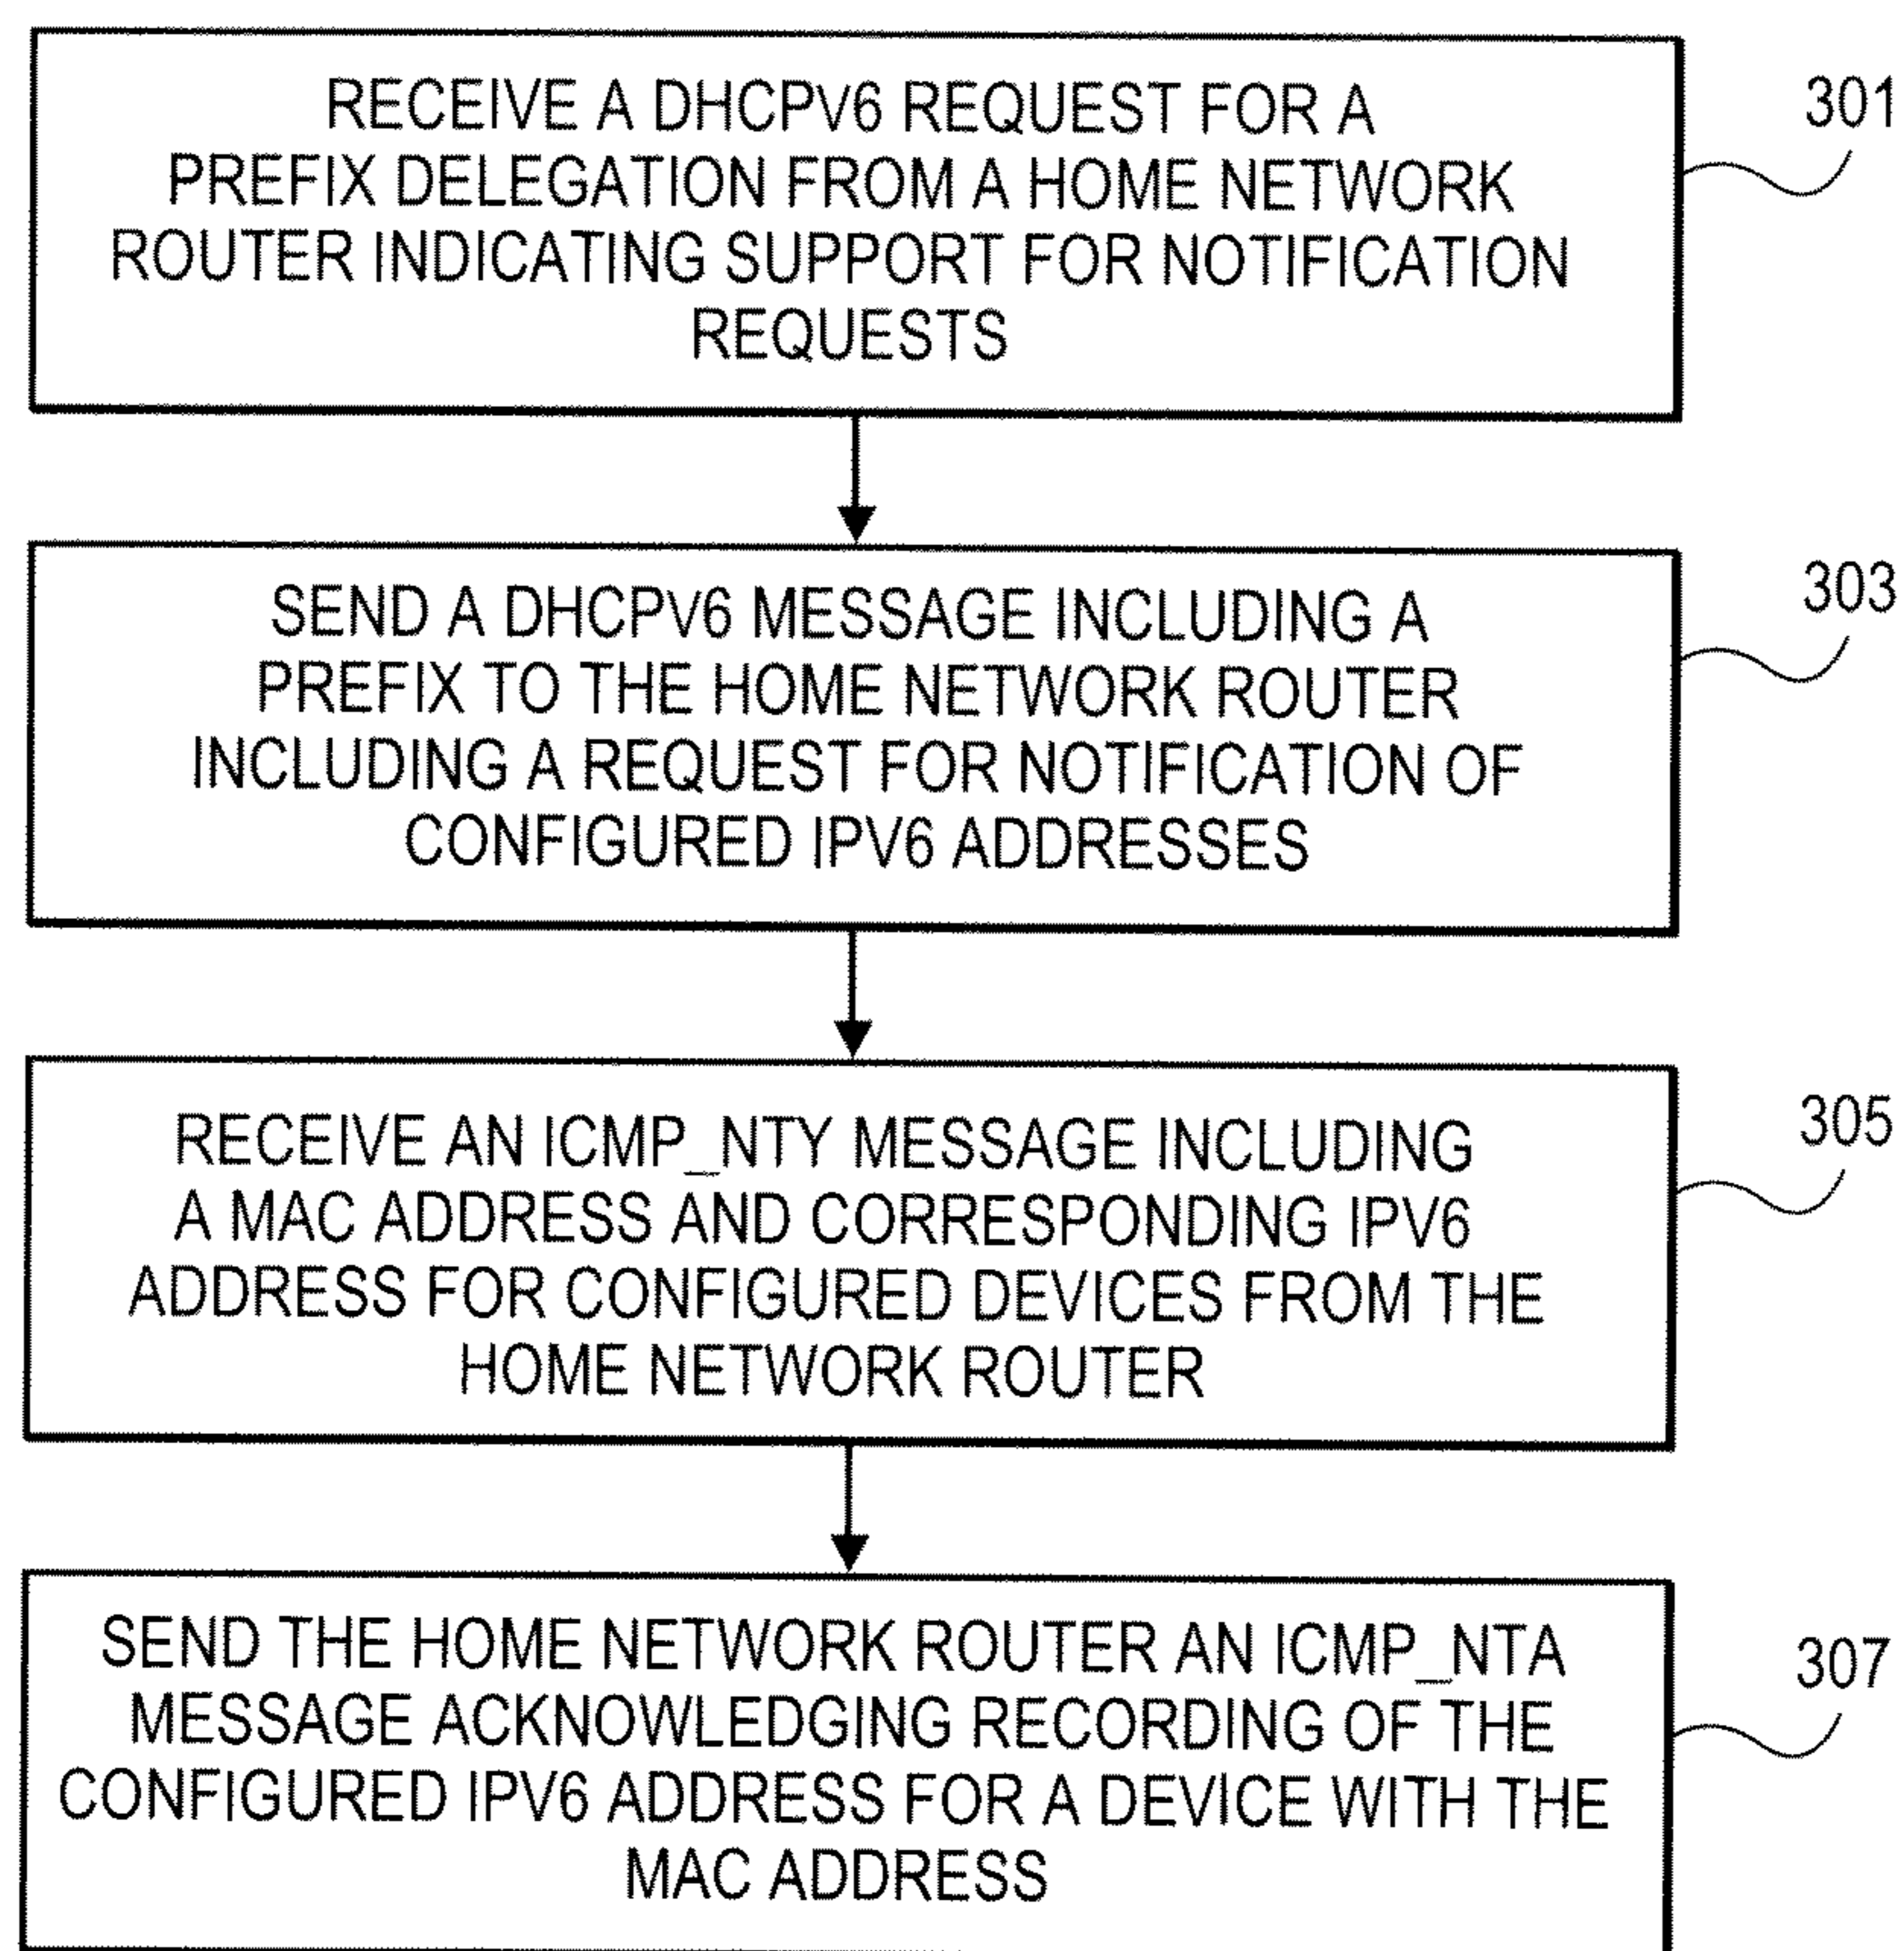 RECEIVE A DHCPV6 REQUEST FOR A
PREFIX DELEGATION FROM A HOME NETWORK
ROUTER INDICATING SUPPORT FOR NOTIFICATION
REQUESTS
301
SEND A DHCPV6 MESSAGE INCLUDING A
PREFIX TO THE HOME NETWORK ROUTER
INCLUDING A REQUEST FOR NOTIFICATION OF
CONFIGURED IPV6 ADDRESSES
303
RECEIVE AN ICMP_NTY MESSAGE INCLUDING
A MAC ADDRESS AND CORRESPONDING IPV6
ADDRESS FOR CONFIGURED DEVICES FROM THE
HOME NETWORK ROUTER
305
SEND THE HOME NETWORK ROUTER AN ICMP_NTA
MESSAGE ACKNOWLEDGING RECORDING OF THE
CONFIGURED IPV6 ADDRESS FOR A DEVICE WITH THE
MAC ADDRESS
307